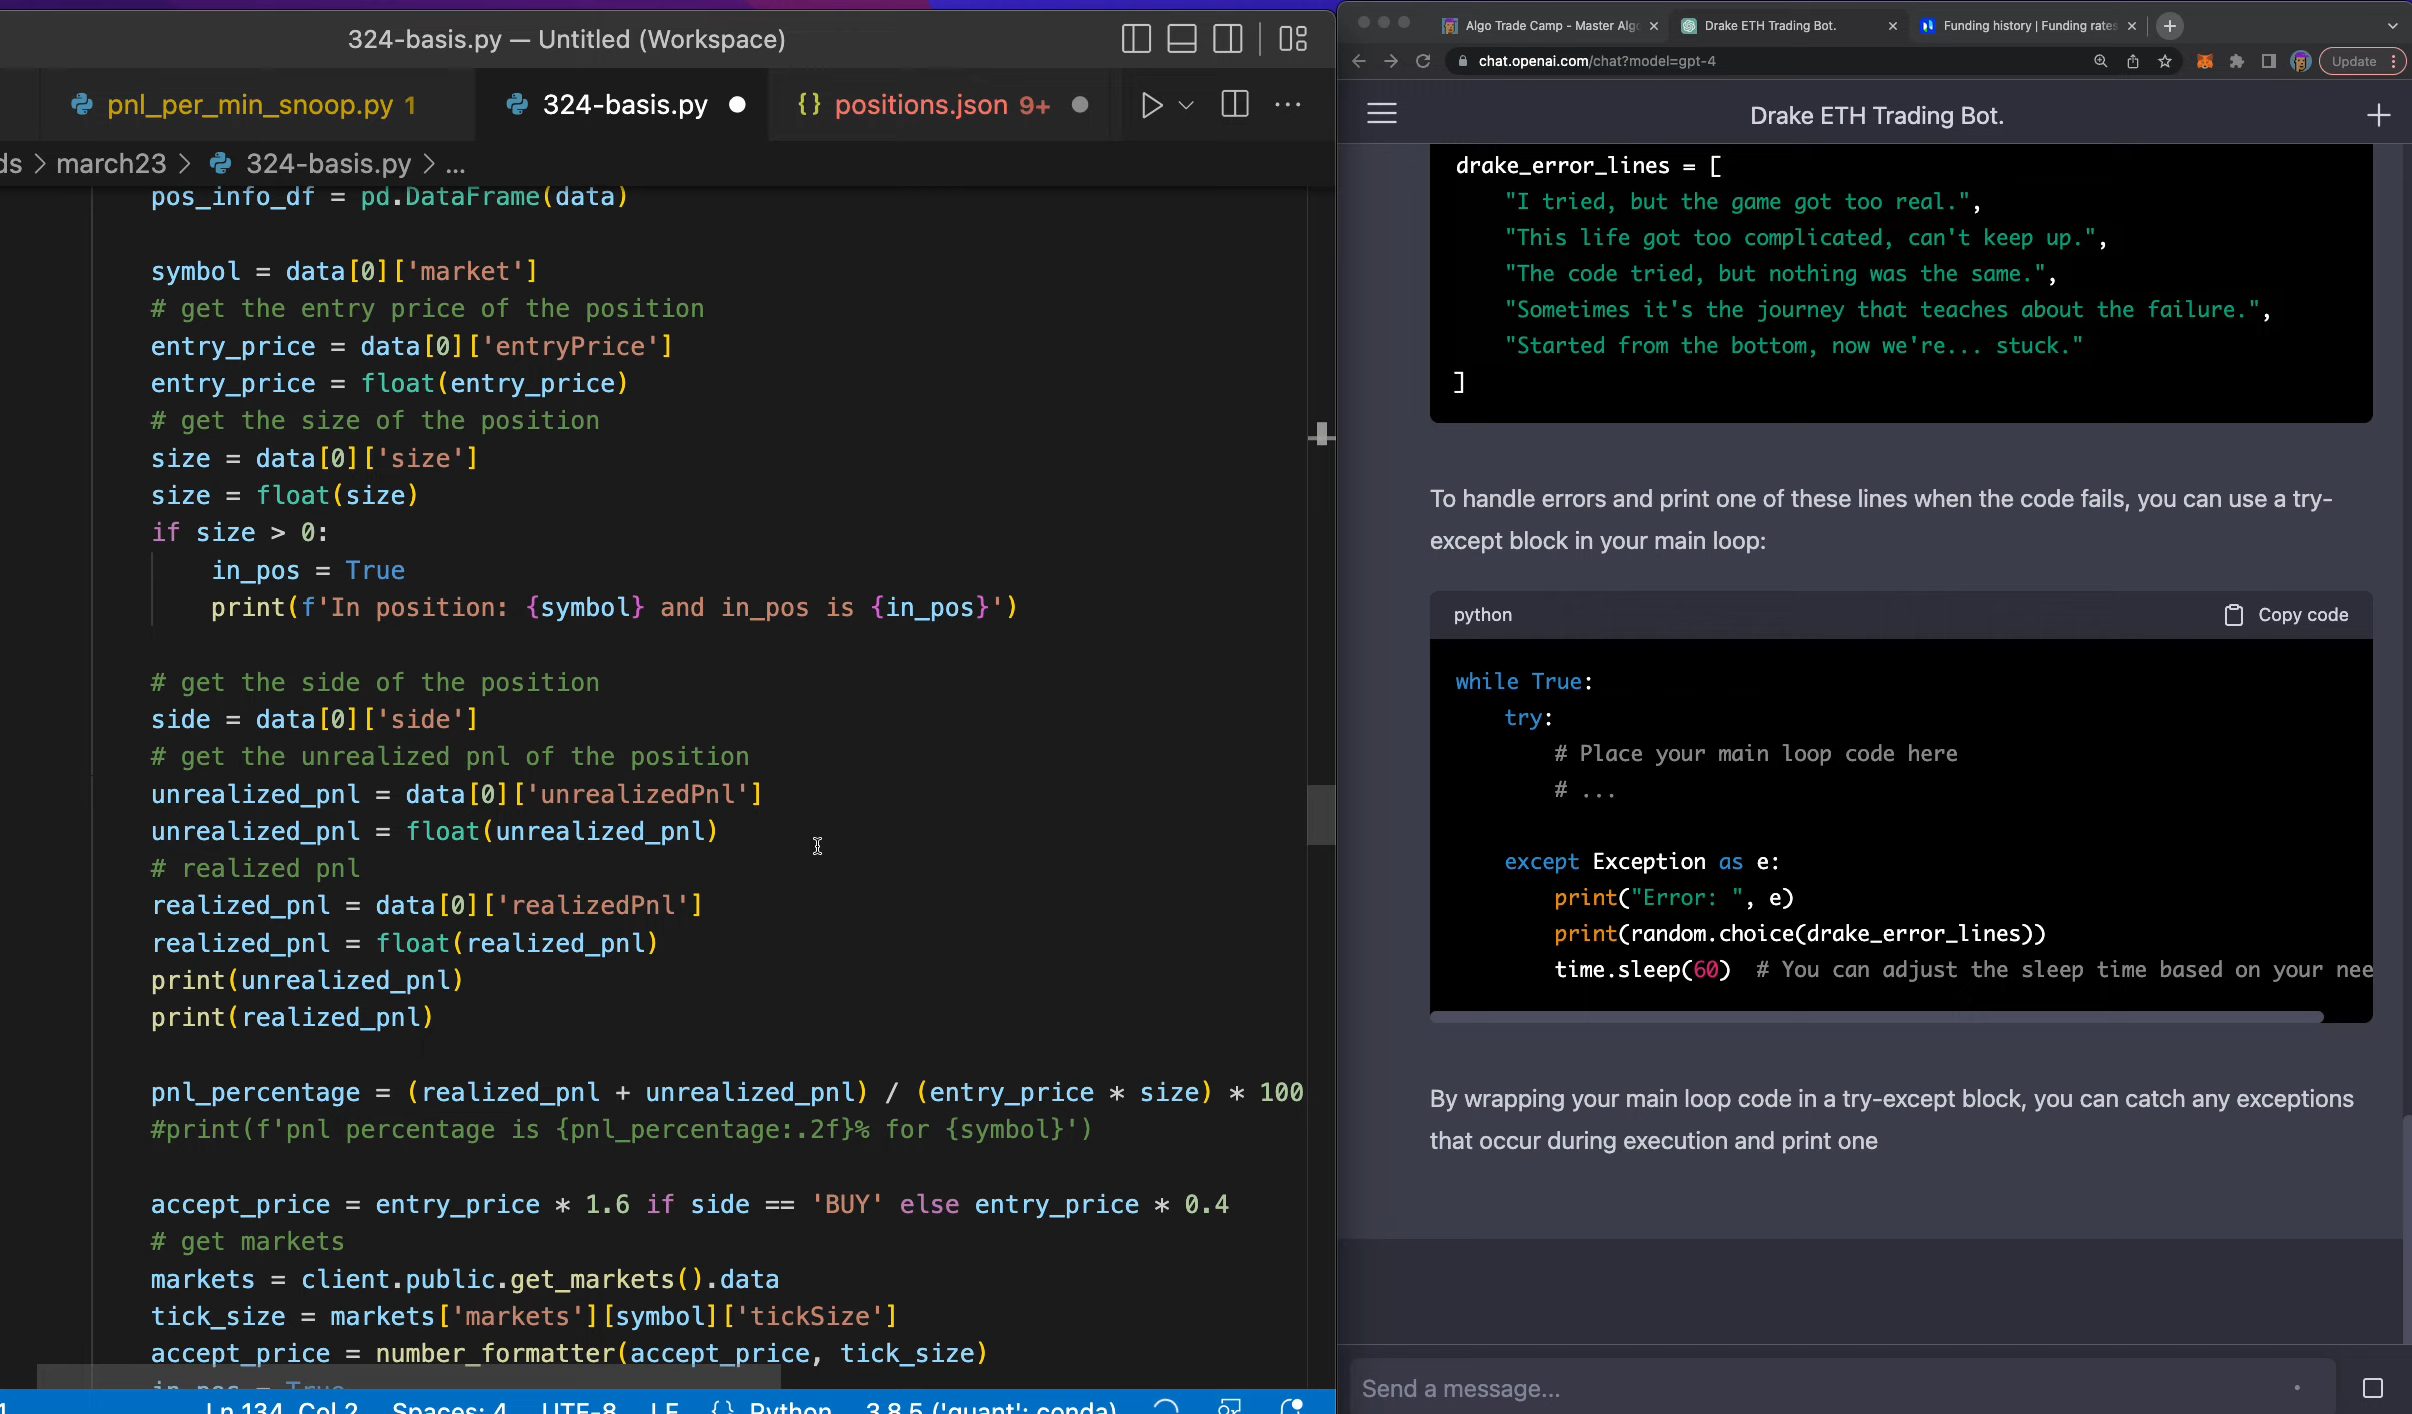 324-basis.py — Untitled (Workspace)
pnl_per_min_snoop.py 1
324-basis.py
{} positions.json 9+
ds > march23 > 324-basis.py > ...
pos_info_df = pd.DataFrame(data)
symbol = data[0]['market']
# get the entry price of the position
entry_price = data[0]['entryPrice']
entry_price = float(entry_price)
# get the size of the position
size = data[0]['size']
size = float(size)
if size > 0:
in_pos = True
print(f'In position: {symbol} and in_pos is {in_pos}')
# get the side of the position
side = data[0]['side']
# get the unrealized pnl of the position
unrealized_pnl = data[0]['unrealizedPnl']
unrealized_pnl = float(unrealized_pnl)
# realized pnl
realized_pnl = data[0]['realizedPnl']
realized_pnl = float(realized_pnl)
print(unrealized_pnl)
print(realized_pnl)
pnl_percentage = (realized_pnl + unrealized_pnl) / (entry_price * size) * 100
#print(f'pnl percentage is {pnl_percentage:.2f}% for {symbol}')
accept_price = entry_price * 1.6 if side == 'BUY' else entry_price * 0.4
# get markets
markets = client.public.get_markets().data
tick_size = markets['markets'][symbol]['tickSize']
accept_price = number_formatter(accept_price, tick_size)
in_pos = True
Ln 134, Col 2 Spaces: 4 UTF-8 LF {} Python 3.8.5 ('quant': conda)
Algo Trade Camp - Master Algo
Drake ETH Trading Bot.
Funding history | Funding rates
chat.openai.com/chat?model=gpt-4
Update
Drake ETH Trading Bot.
drake_error_lines = [
"I tried, but the game got too real.",
"This life got too complicated, can't keep up.",
"The code tried, but nothing was the same.",
"Sometimes it's the journey that teaches about the failure.",
"Started from the bottom, now we're... stuck."
]
To handle errors and print one of these lines when the code fails, you can use a try-
except block in your main loop:
python
Copy code
while True:
try:
# Place your main loop code here
# ...
except Exception as e:
print("Error: ", e)
print(random.choice(drake_error_lines))
time.sleep(60) # You can adjust the sleep time based on your nee
By wrapping your main loop code in a try-except block, you can catch any exceptions
that occur during execution and print one
Send a message...